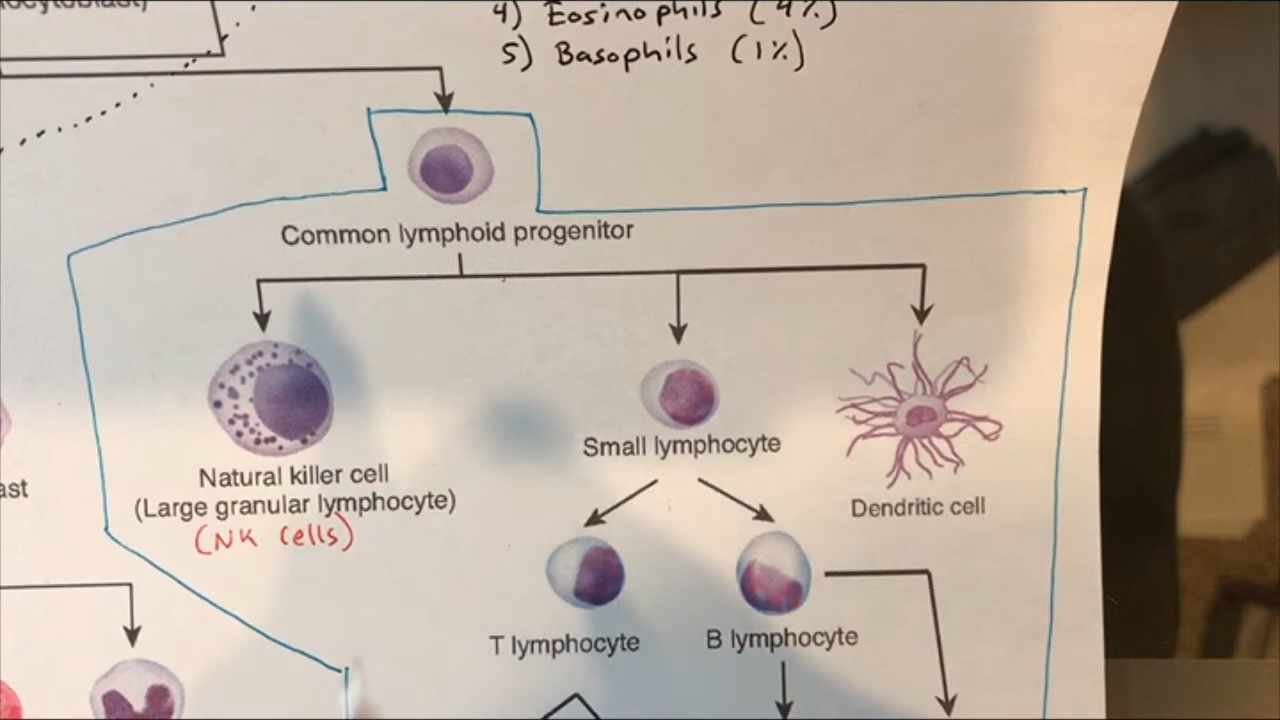 4) Eosinophils (4%)
5) Basophils (1%)
Common lymphoid progenitor
Natural killer cell
(Large granular lymphocyte)
(NK Cells)
Small lymphocyte
Dendritic cell
T lymphocyte
B lymphocyte